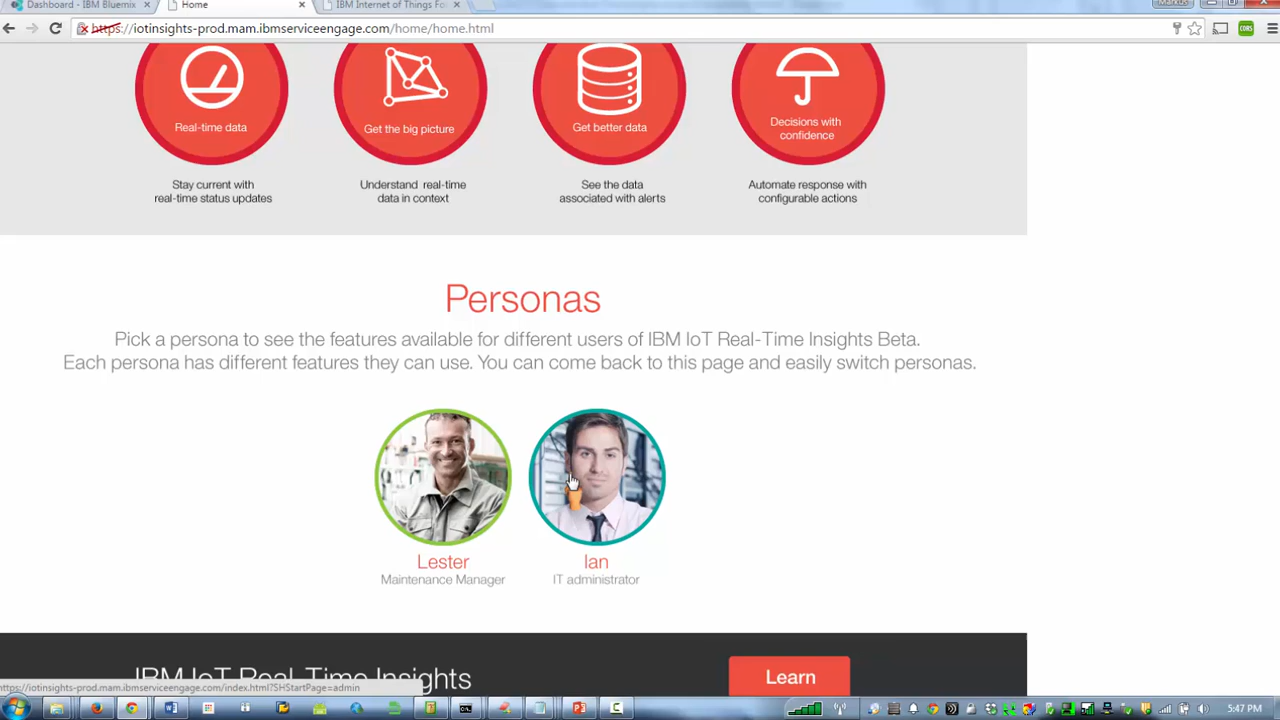 Dashboard - IBM Bluemix
Home
IBM Internet of Things Fo
Markus
https://iotinsights-prod.mam.ibmserviceengage.com/home/home.html
CORS
Real-time data
Get the big picture
Get better data
Decisions with
confidence
Stay current with
real-time status updates
Understand real-time
data in context
See the data
associated with alerts
Automate response with
configurable actions
Personas
Pick a persona to see the features available for different users of IBM IoT Real-Time Insights Beta.
Each persona has different features they can use. You can come back to this page and easily switch personas.
Lester
Maintenance Manager
Ian
IT administrator
IBM IoT Real-Time Insights
Learn
https://iotinsights-prod.mam.ibmserviceengage.com/index.html?SHStartPage=admin
5:47 PM